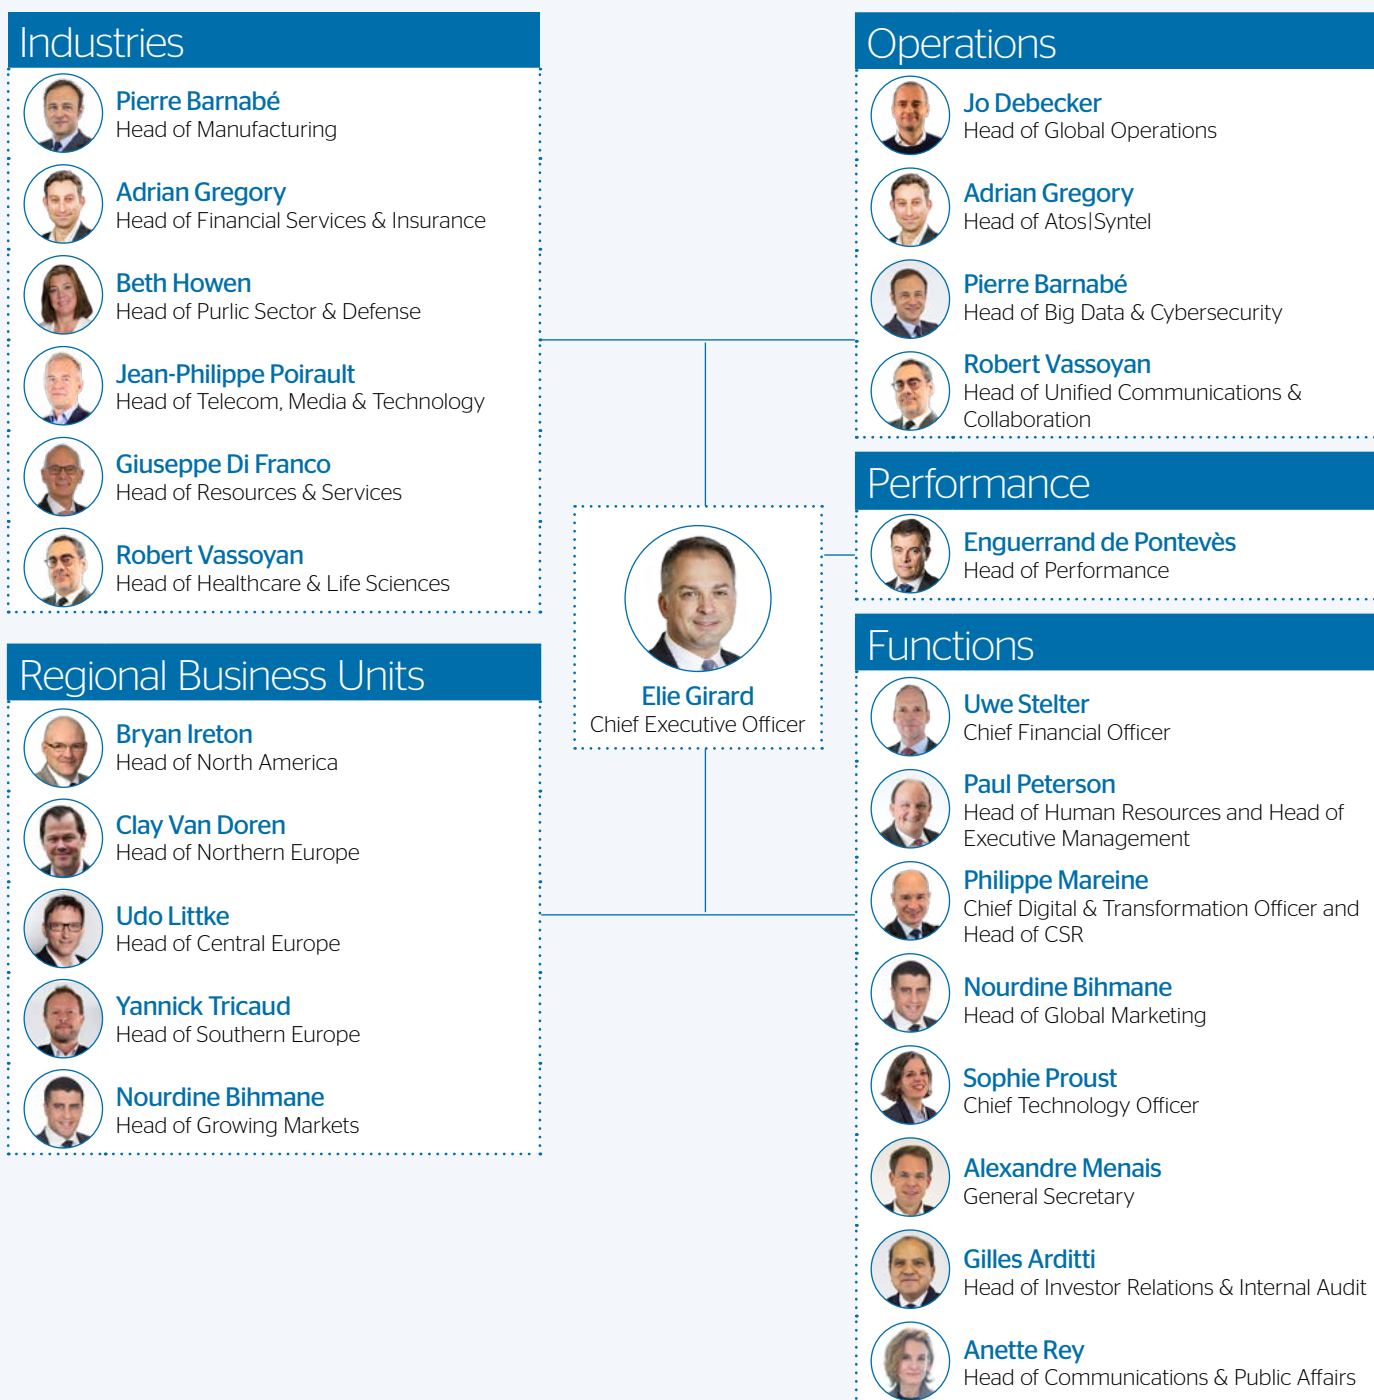 Industries
Pierre Barnabé
Head of Manufacturing
Adrian Gregory
Head of Financial Services & Insurance
Beth Howen
Head of Purlic Sector & Defense
Jean-Philippe Poirault
Head of Telecom, Media & Technology
Giuseppe Di Franco
Head of Resources & Services
Robert Vassoyan
Head of Healthcare & Life Sciences
Regional Business Units
Bryan Ireton
Head of North America
Clay Van Doren
Head of Northern Europe
Udo Littke
Head of Central Europe
Yannick Tricaud
Head of Southern Europe
Nourdine Bihmane
Head of Growing Markets
Elie Girard
Chief Executive Officer
Operations
Jo Debecker
Head of Global Operations
Adrian Gregory
Head of Atos|Syntel
Pierre Barnabé
Head of Big Data & Cybersecurity
Robert Vassoyan
Head of Unified Communications &
Collaboration
Performance
Enguerrand de Pontevès
Head of Performance
Functions
Uwe Stelter
Chief Financial Officer
Paul Peterson
Head of Human Resources and Head of
Executive Management
Philippe Mareine
Chief Digital & Transformation Officer and
Head of CSR
Nourdine Bihmane
Head of Global Marketing
Sophie Proust
Chief Technology Officer
Alexandre Menais
General Secretary
Gilles Arditti
Head of Investor Relations & Internal Audit
Anette Rey
Head of Communications & Public Affairs